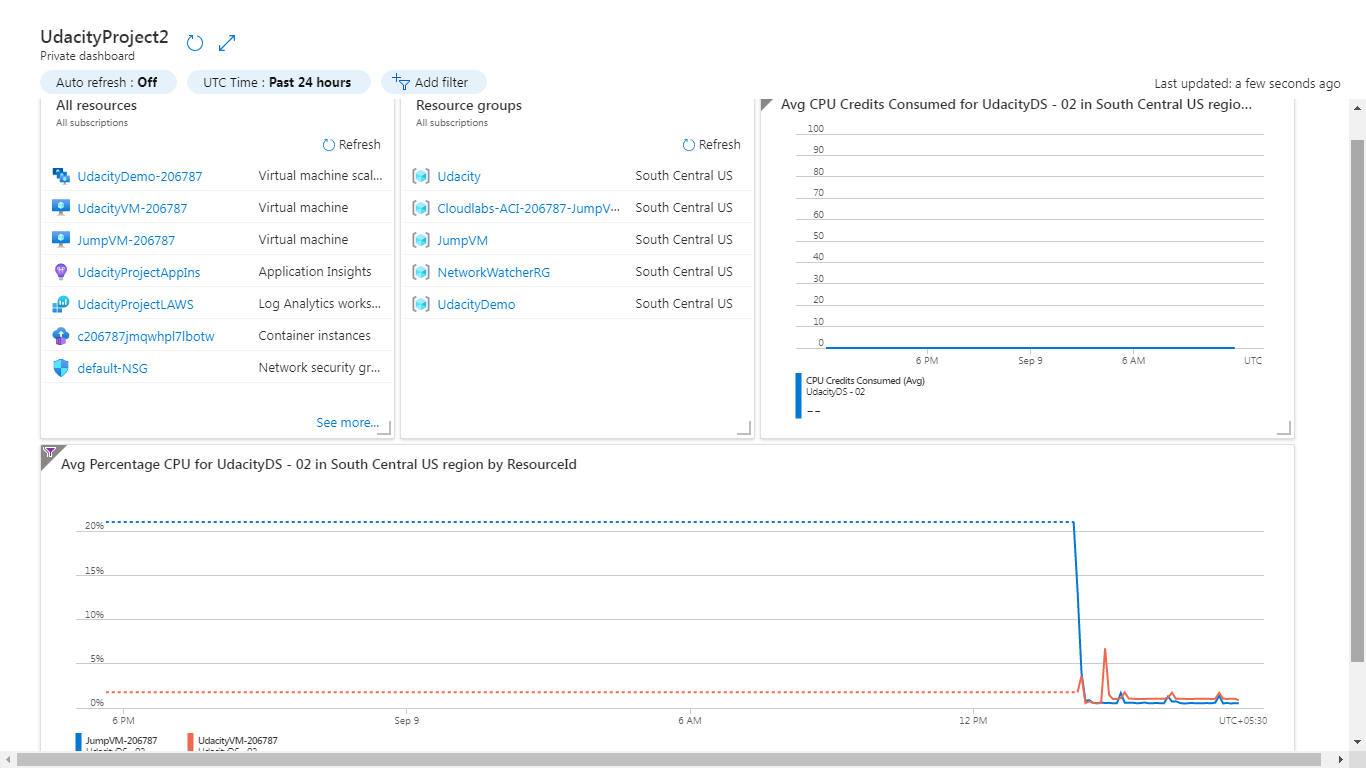 UdacityProject2
Private dashboard
Auto refresh : Off
UTC Time : Past 24 hours
Add filter
Last updated: a few seconds ago
All resources
All subscriptions
Refresh
UdacityDemo-206787 Virtual machine scal...
UdacityVM-206787 Virtual machine
JumpVM-206787 Virtual machine
UdacityProjectAppIns Application Insights
UdacityProjectLAWS Log Analytics works...
c206787jmqwhpl7lbotw Container instances
default-NSG Network security gr...
See more...
Resource groups
All subscriptions
Refresh
Udacity South Central US
Cloudlabs-ACI-206787-JumpV... South Central US
JumpVM South Central US
NetworkWatcherRG South Central US
UdacityDemo South Central US
Avg CPU Credits Consumed for UdacityDS - 02 in South Central US regio...
100
90
80
70
60
50
40
30
20
10
0
6 PM Sep 9 6 AM UTC
CPU Credits Consumed (Avg)
UdacityDS - 02
--
Avg Percentage CPU for UdacityDS - 02 in South Central US region by ResourceId
20%
15%
10%
5%
0%
6 PM Sep 9 6 AM 12 PM UTC+05:30
JumpVM-206787 UdacityVM-206787
UdacityDS - 02 UdacityDS - 02